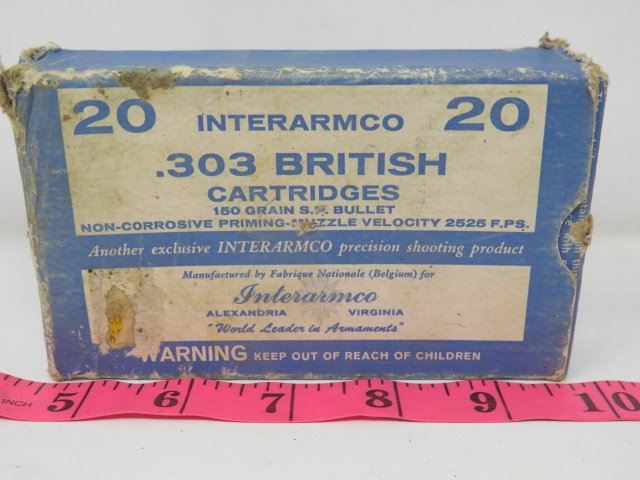 20 INTERARMCO 20
.303 BRITISH
CARTRIDGES
150 GRAIN S.P. BULLET
NON-CORROSIVE PRIMING-MUZZLE VELOCITY 2525 F.P.S.
Another exclusive INTERARMCO precision shooting product
Manufactured by Fabrique Nationale (Belgium) for
Interarmco
ALEXANDRIA VIRGINIA
"World Leader in Armaments"
WARNING KEEP OUT OF REACH OF CHILDREN
INCH 5 6 7 8 9 10